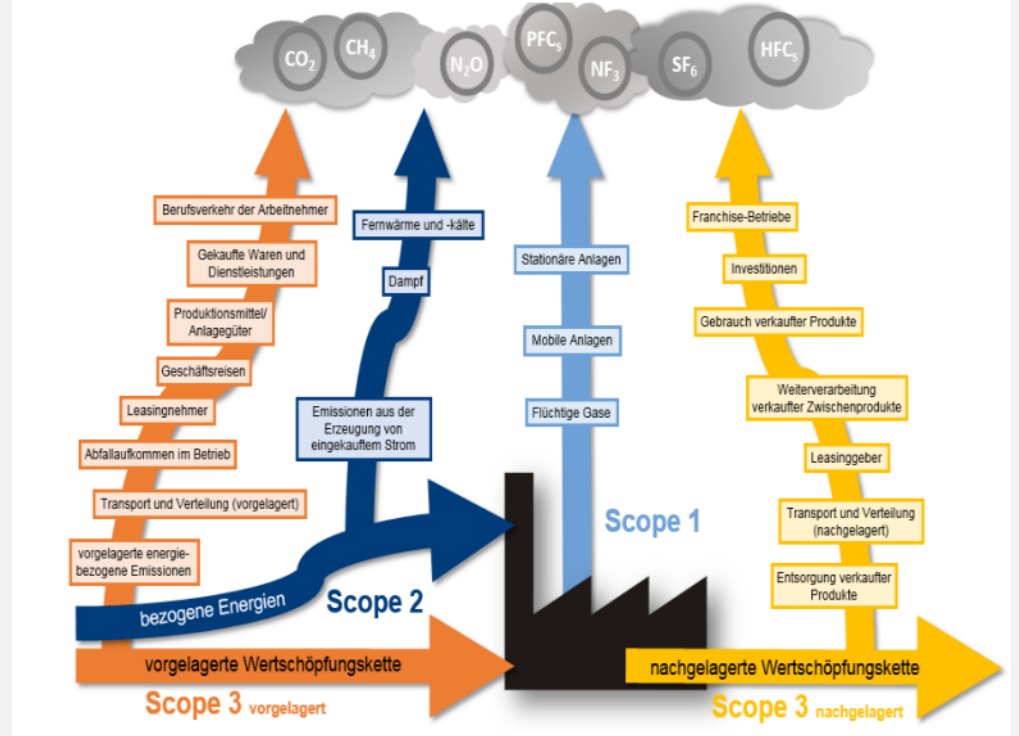 CO₂
CH₄
N₂O
PFCₛ
NF₃
SF₆
HFCₛ
Berufsverkehr der Arbeitnehmer
Gekaufte Waren und
Dienstleistungen
Produktionsmittel/
Anlagegüter
Geschäftsreisen
Leasingnehmer
Abfallaufkommen im Betrieb
Transport und Verteilung (vorgelagert)
vorgelagerte energie-
bezogene Emissionen
Fernwärme und -kälte
Dampf
Emissionen aus der
Erzeugung von
eingekauftem Strom
Stationäre Anlagen
Mobile Anlagen
Flüchtige Gase
Franchise-Betriebe
Investitionen
Gebrauch verkaufter Produkte
Weiterverarbeitung
verkaufter Zwischenprodukte
Leasinggeber
Transport und Verteilung
(nachgelagert)
Entsorgung verkaufter
Produkte
Scope 1
bezogene Energien
Scope 2
vorgelagerte Wertschöpfungskette
Scope 3 vorgelagert
nachgelagerte Wertschöpfungskette
Scope 3 nachgelagert